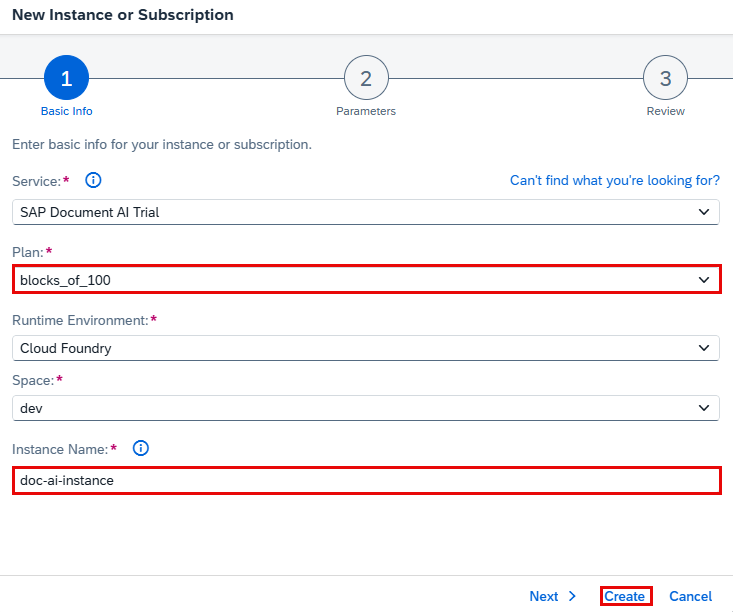 New Instance or Subscription
1
2
3
Basic Info
Parameters
Review
Enter basic info for your instance or subscription.
Service:*
Can't find what you're looking for?
SAP Document AI Trial
Plan:*
blocks_of_100
Runtime Environment:*
Cloud Foundry
Space:*
dev
Instance Name:*
doc-ai-instance
Next
Create
Cancel